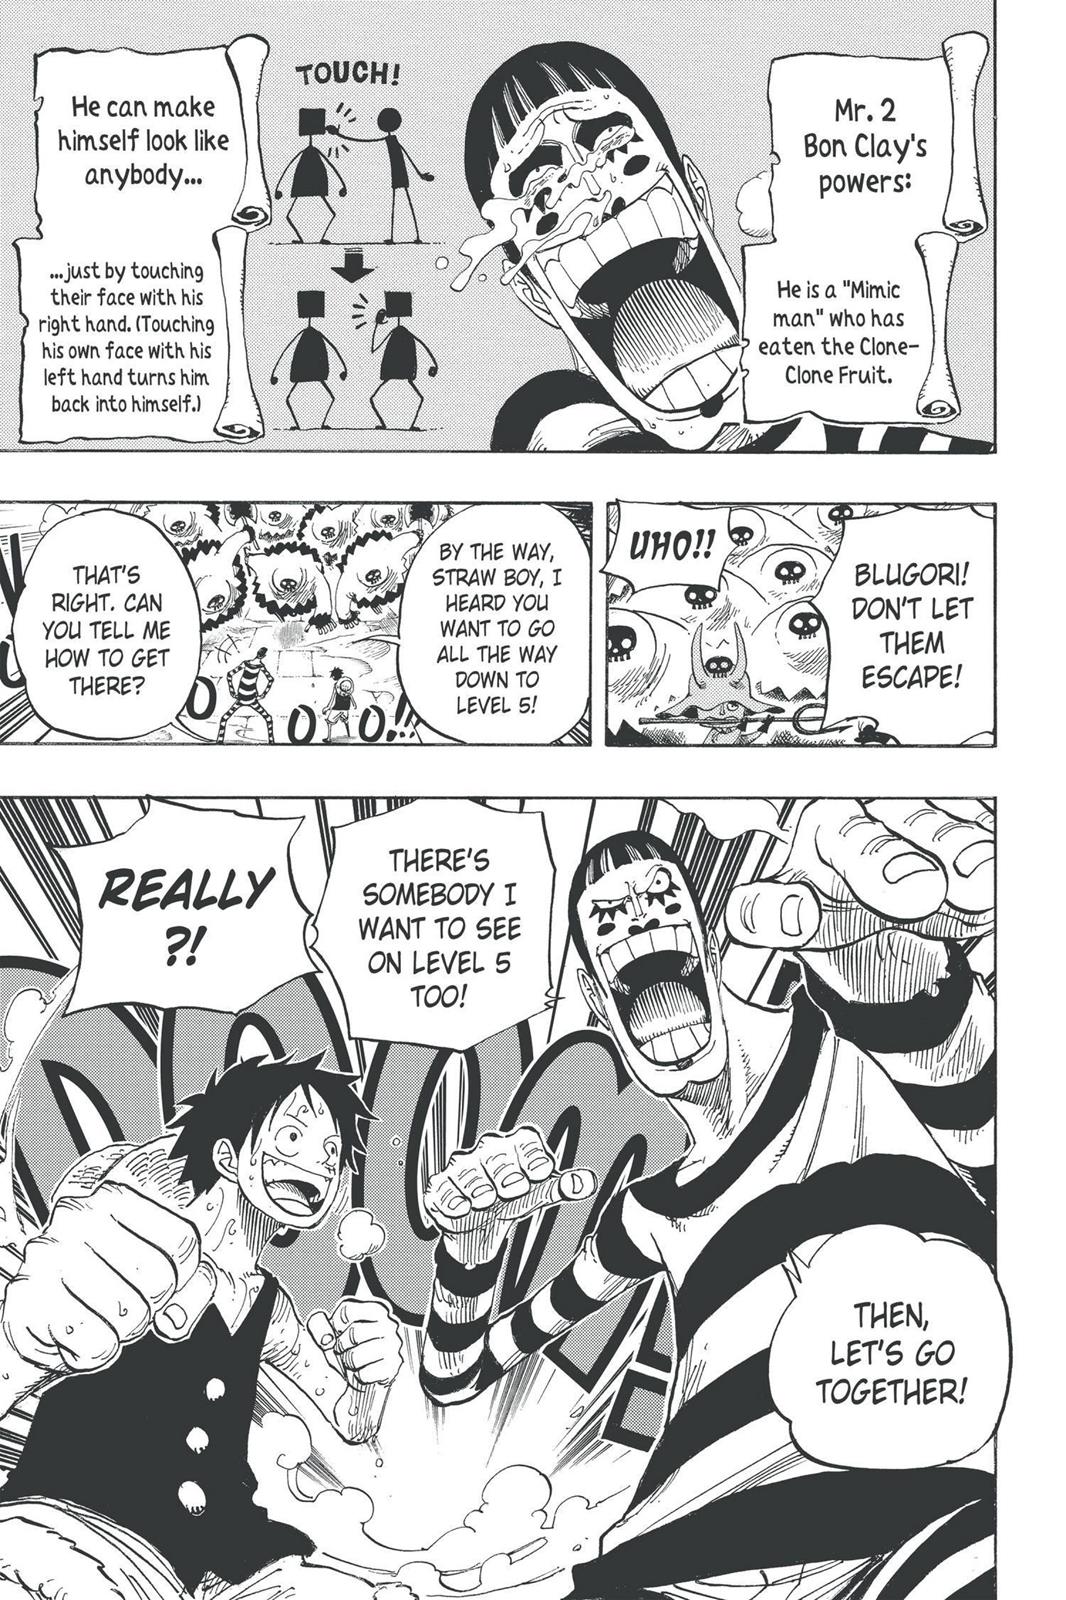 Mr. 2
Bon Clay's
powers:
He is a "Mimic
man" who has
eaten the Clone-
Clone Fruit.
TOUCH!
He can make
himself look like
anybody...
...just by touching
their face with his
right hand. (Touching
his own face with his
left hand turns him
back into himself.)
BLUGORI!
DON'T LET
THEM
ESCAPE!
UHO!!
BY THE WAY,
STRAW BOY, I
HEARD YOU
WANT TO GO
ALL THE WAY
DOWN TO
LEVEL 5!
THAT'S
RIGHT. CAN
YOU TELL ME
HOW TO GET
THERE?
THERE'S
SOMEBODY I
WANT TO SEE
ON LEVEL 5
TOO!
REALLY
?!
THEN,
LET'S GO
TOGETHER!